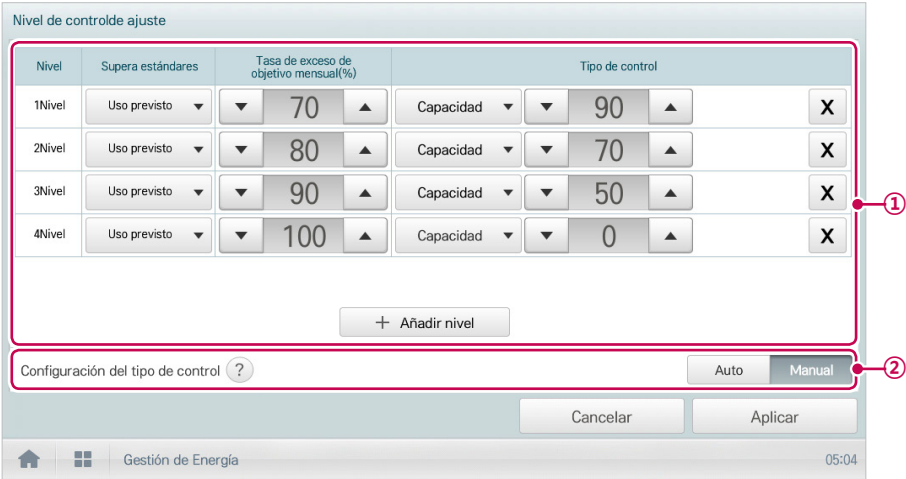 Nivel de controlde ajuste
Nivel Supera estándares Tasa de exceso de objetivo mensual(%) Tipo de control
1Nivel Uso previsto ▼ 70 ▲ Capacidad ▼ 90 ▲ X
2Nivel Uso previsto ▼ 80 ▲ Capacidad ▼ 70 ▲ X
3Nivel Uso previsto ▼ 90 ▲ Capacidad ▼ 50 ▲ X
4Nivel Uso previsto ▼ 100 ▲ Capacidad ▼ 0 ▲ X
①
+ Añadir nivel
Configuración del tipo de control ? Auto Manual
②
Cancelar Aplicar
Gestión de Energía 05:04